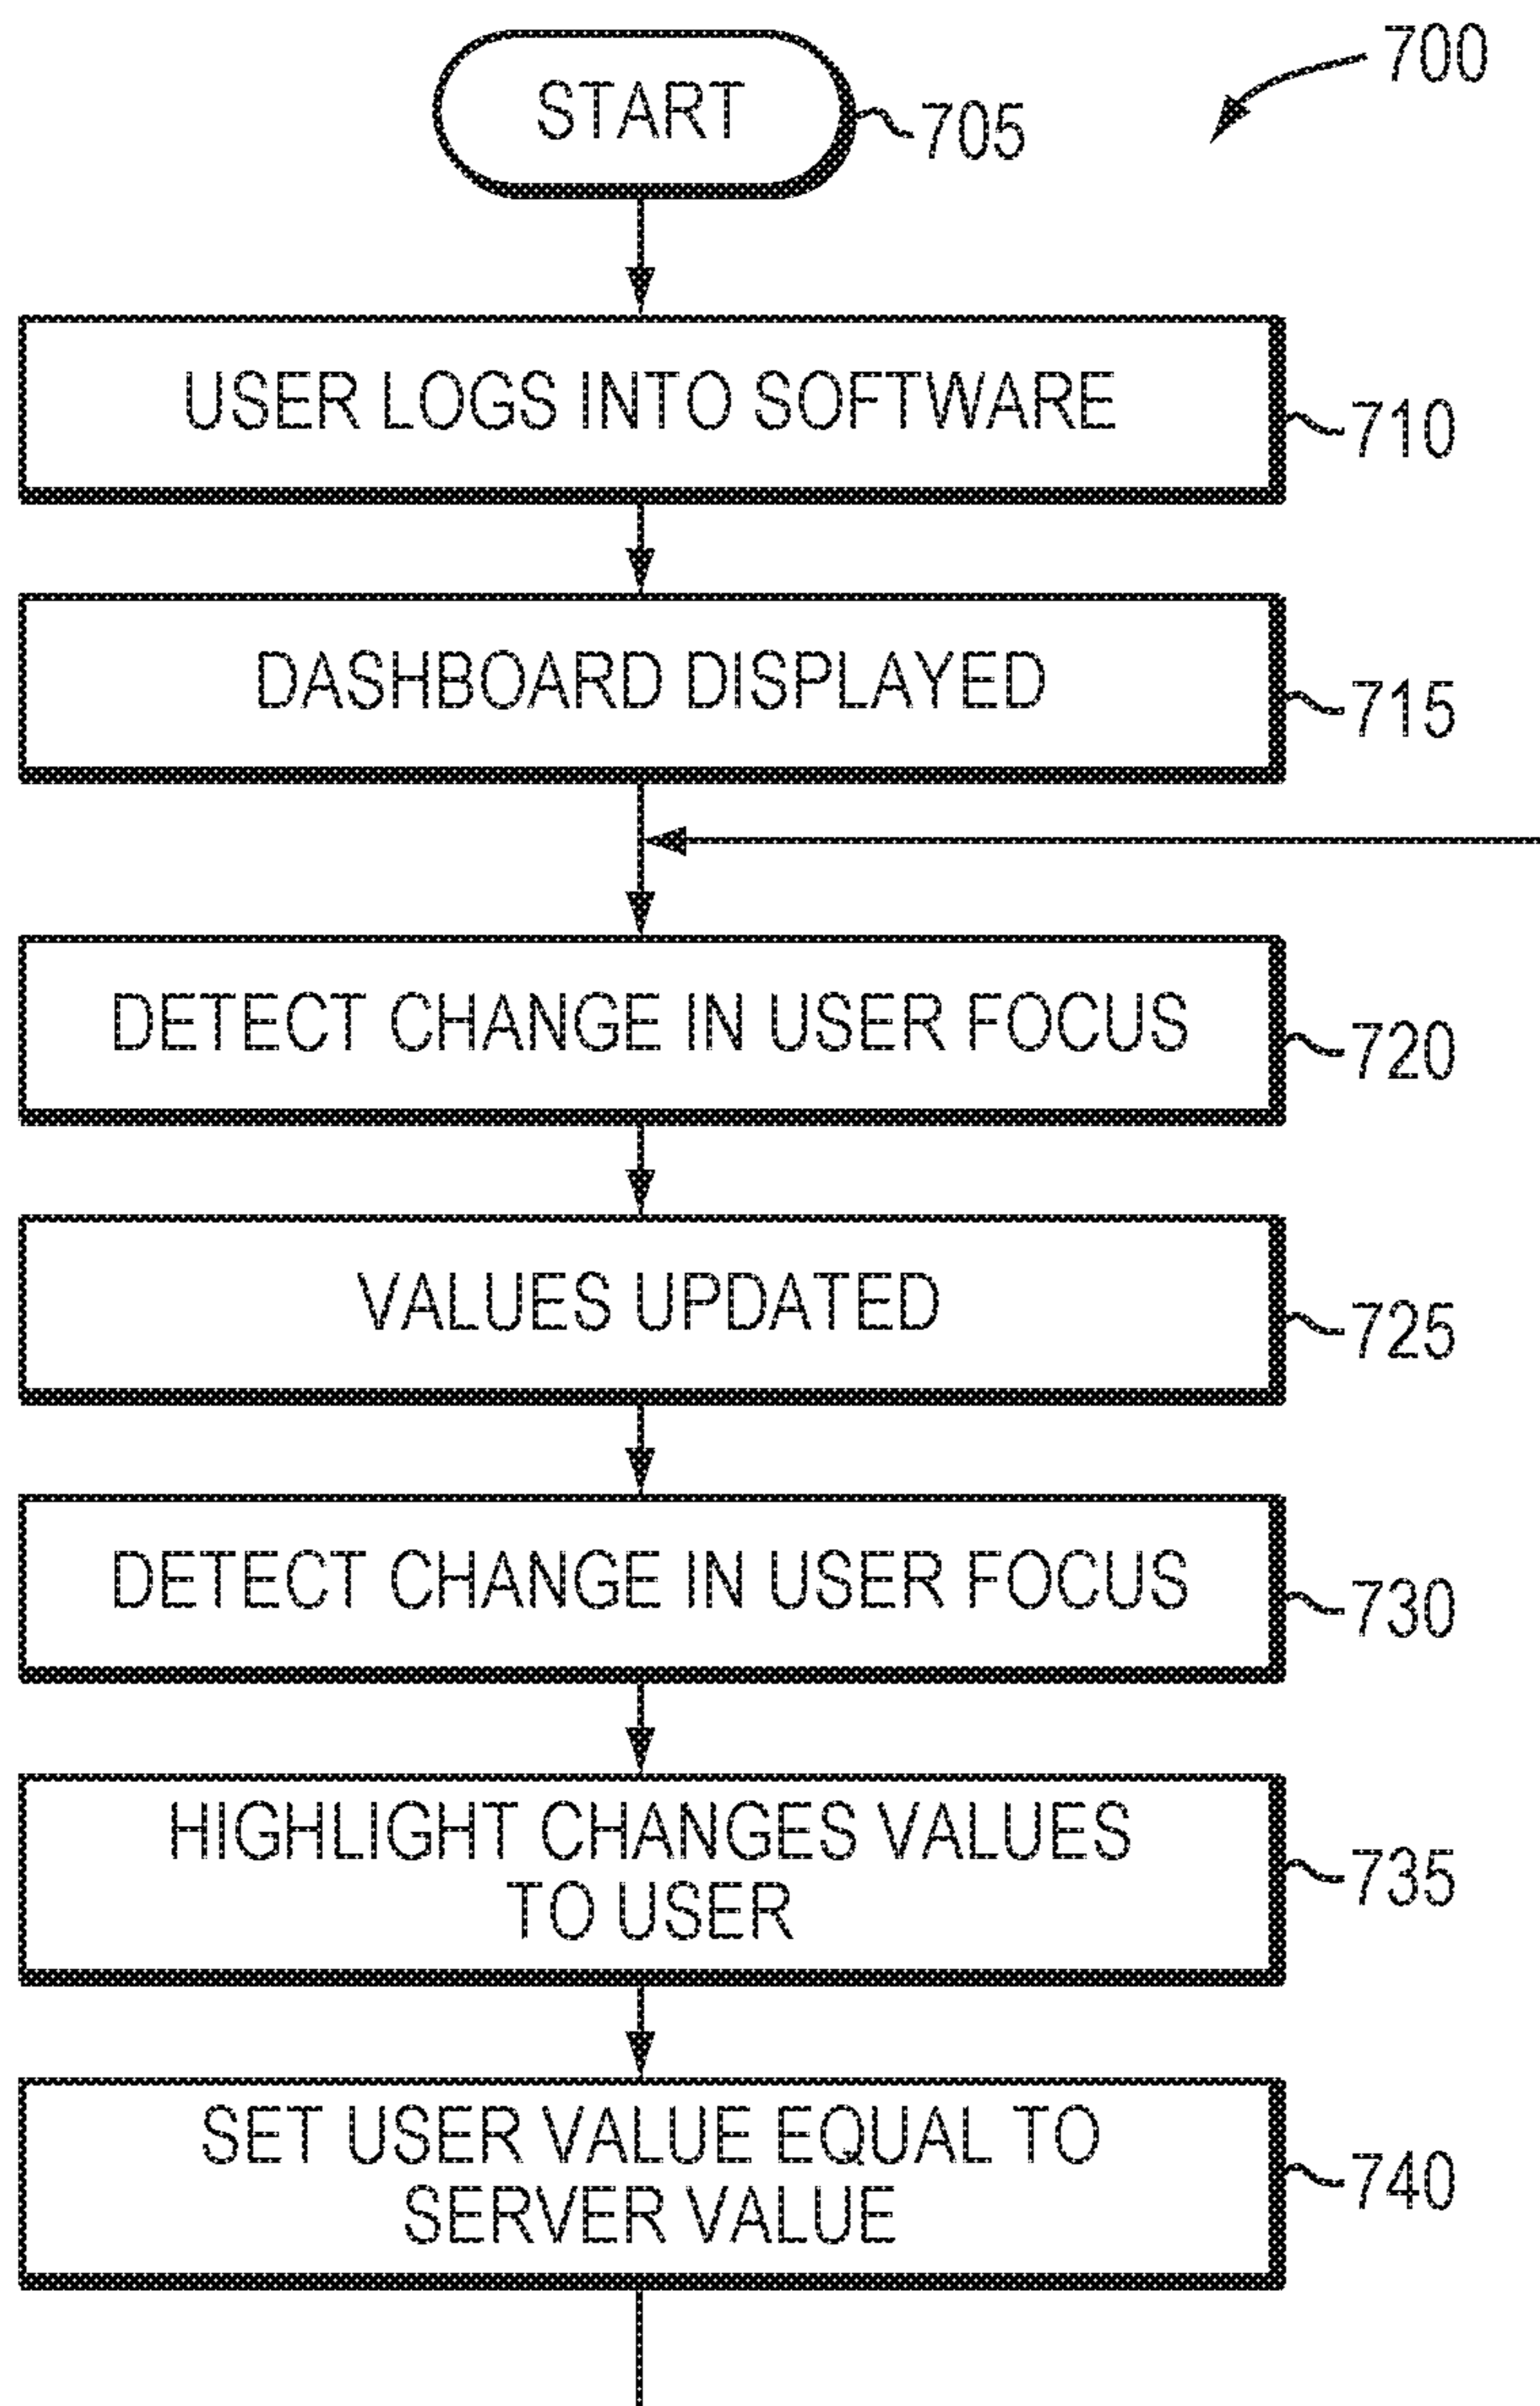 700
START
705
USER LOGS INTO SOFTWARE
710
DASHBOARD DISPLAYED
715
DETECT CHANGE IN USER FOCUS
720
VALUES UPDATED
725
DETECT CHANGE IN USER FOCUS
730
HIGHLIGHT CHANGES VALUES
TO USER
735
SET USER VALUE EQUAL TO
SERVER VALUE
740